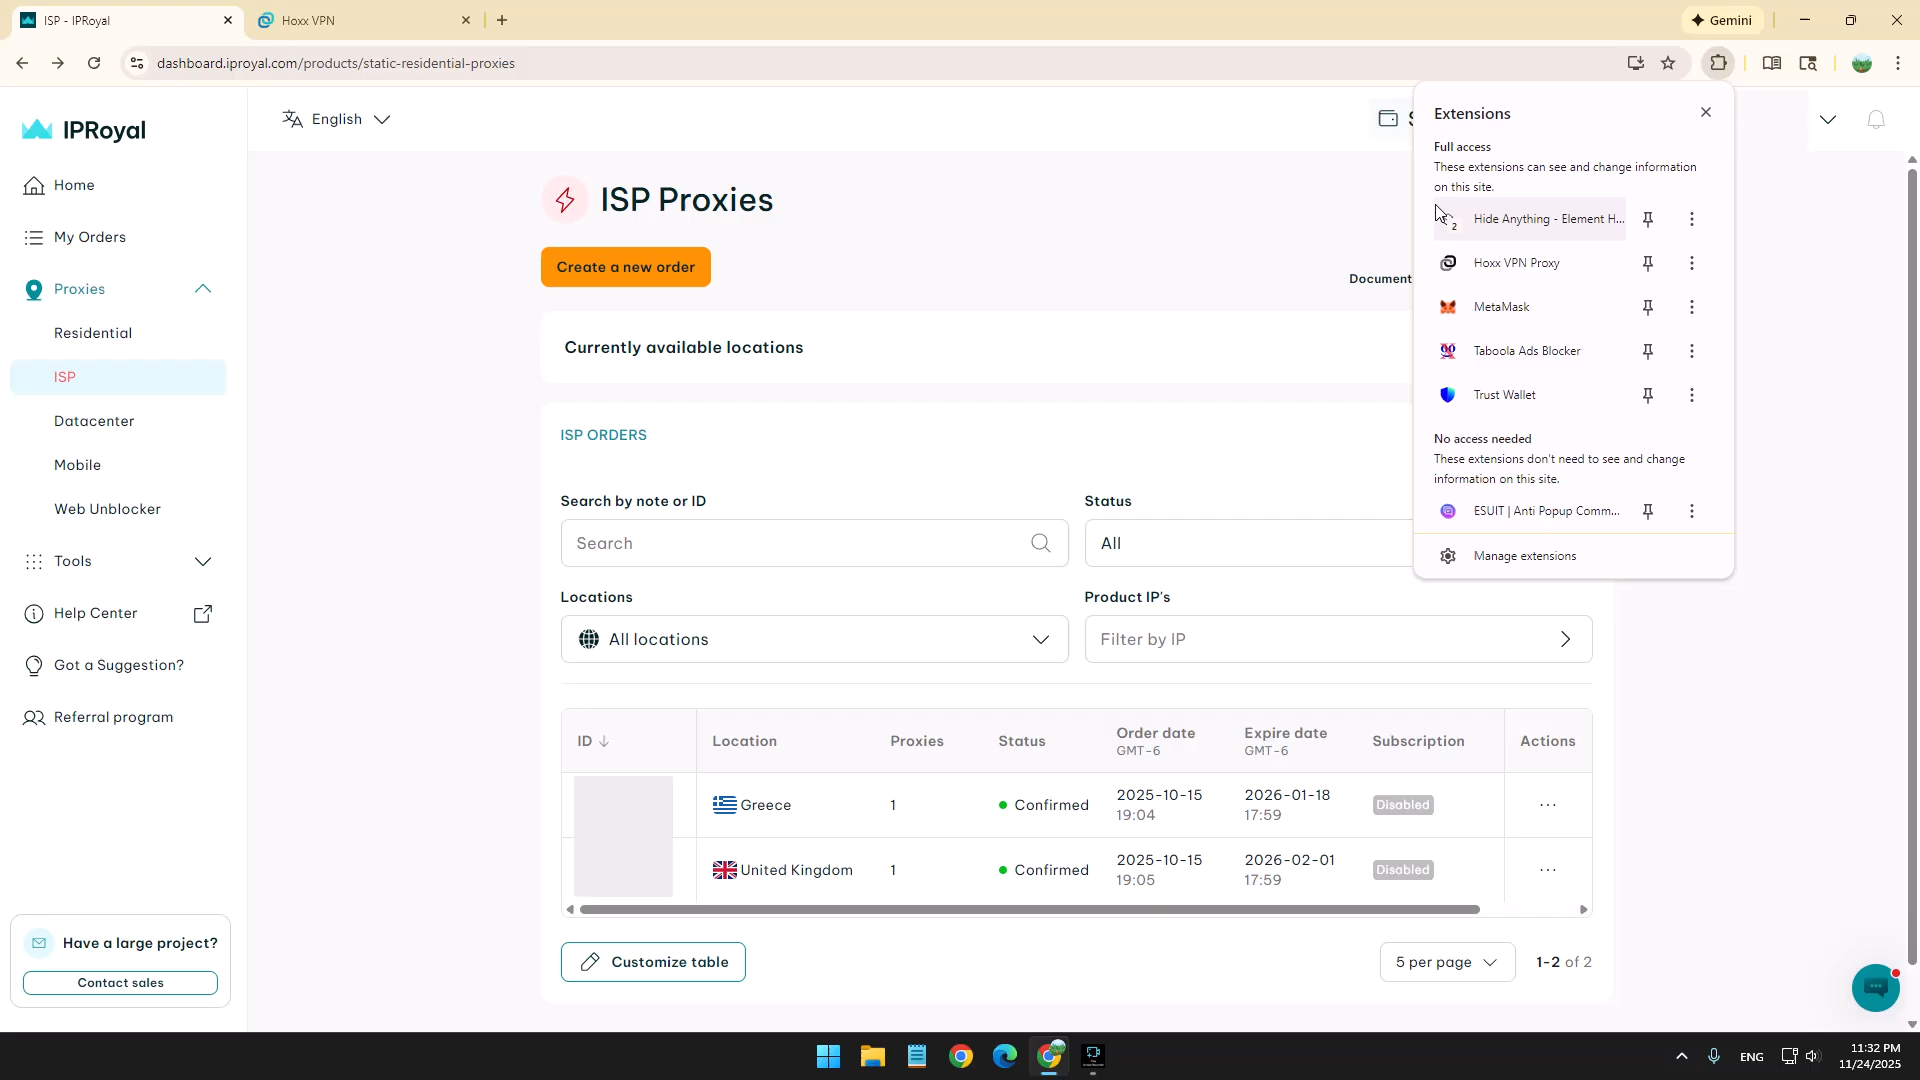 ISP - IPRoyal
Hoxx VPN
Gemini
dashboard.iproyal.com/products/static-residential-proxies
IPRoyal
Home
My Orders
Proxies
Residential
ISP
Datacenter
Mobile
Web Unblocker
Tools
Help Center
Got a Suggestion?
Referral program
Have a large project?
Contact sales
English
ISP Proxies
Create a new order
Document
Currently available locations
ISP ORDERS
Search by note or ID
Search
Status
All
Locations
All locations
Product IP's
Filter by IP
ID Location Proxies Status Order date Expire date Subscription Actions
GMT-6 GMT-6
Greece 1 Confirmed 2025-10-15 2026-01-18 Disabled ...
19:04 17:59
United Kingdom 1 Confirmed 2025-10-15 2026-02-01 Disabled ...
19:05 17:59
Customize table
5 per page
1-2 of 2
Extensions
Full access
These extensions can see and change information
on this site.
2
Hide Anything - Element H...
Hoxx VPN Proxy
MetaMask
Taboola Ads Blocker
Trust Wallet
No access needed
These extensions don't need to see and change
information on this site.
ESUIT | Anti Popup Comm...
Manage extensions
ENG
11:32 PM
11/24/2025